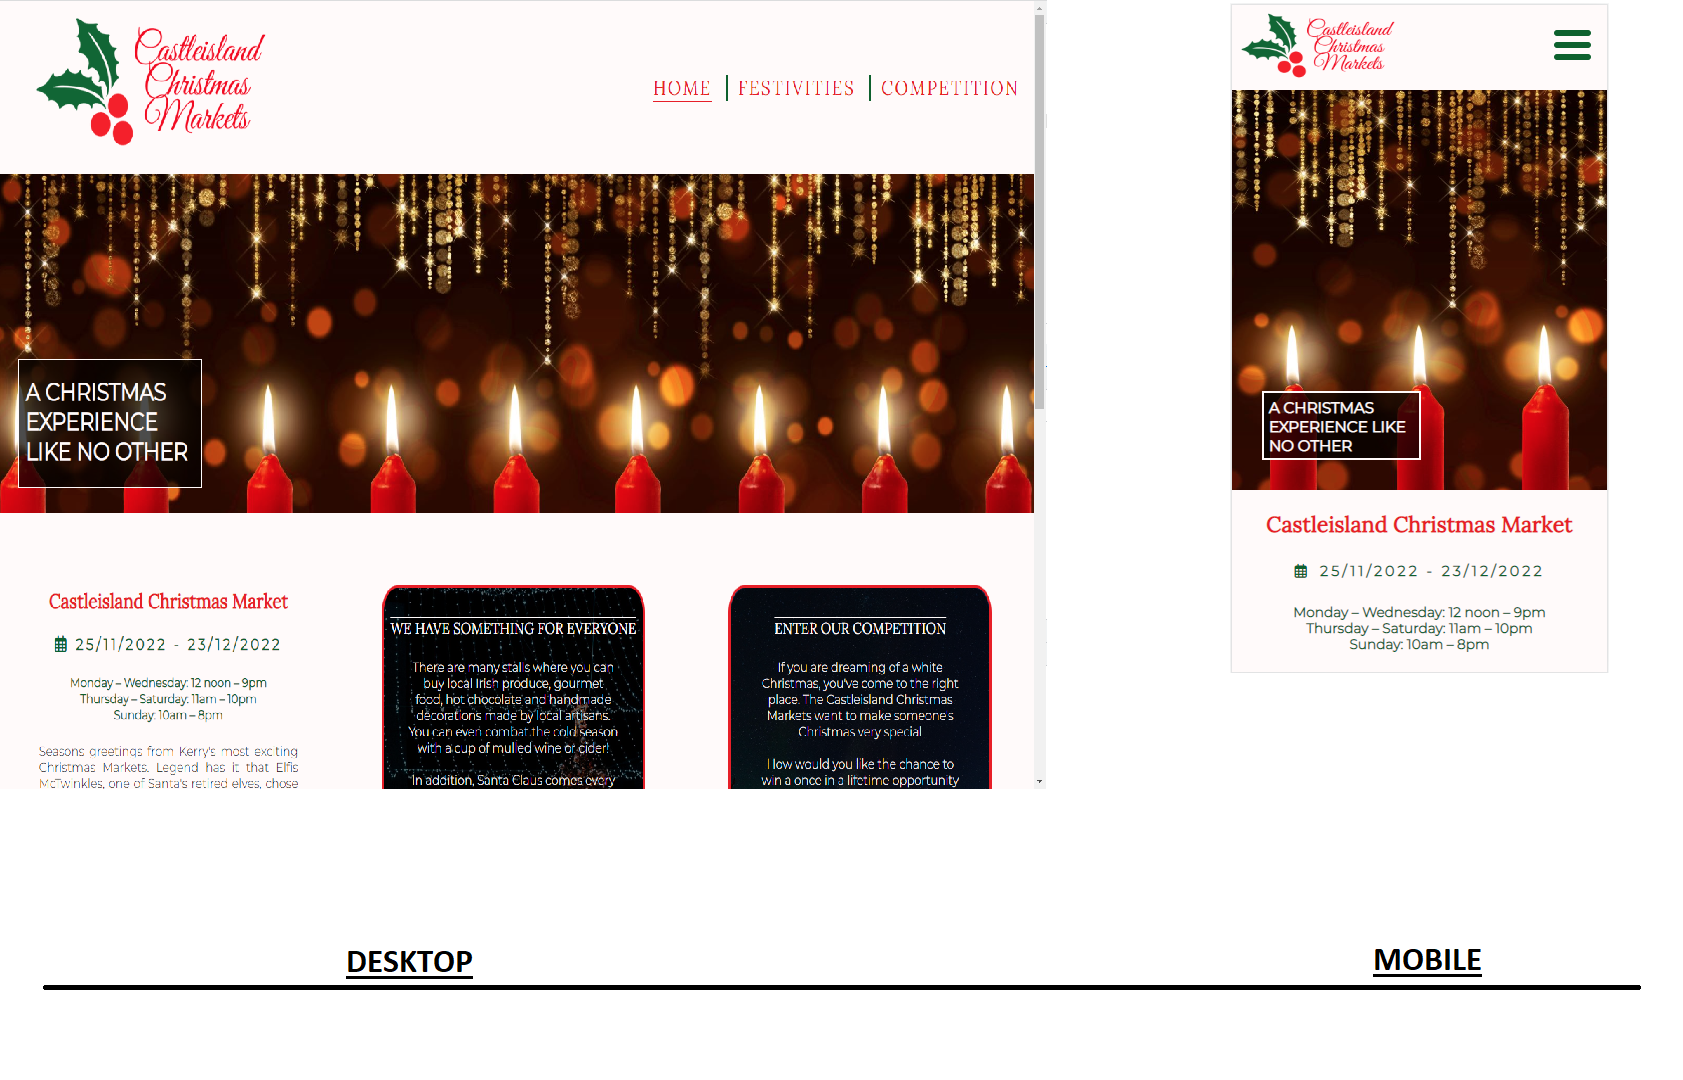 Castleisland
Christmas
Markets
HOME
FESTIVITIES
COMPETITION
A CHRISTMAS
EXPERIENCE
LIKE NO OTHER
Castleisland Christmas Market
25/11/2022 - 23/12/2022
Monday – Wednesday: 12 noon – 9pm
Thursday – Saturday: 11am – 10pm
Sunday: 10am – 8pm
Seasons greetings from Kerry's most exciting
Christmas Markets. Legend has it that Elfis
McTwinkles, one of Santa's retired elves, chose
WE HAVE SOMETHING FOR EVERYONE
There are many stalls where you can
buy local Irish produce, gourmet
food, hot chocolate and handmade
decorations made by local artisans.
You can even combat the cold season
with a cup of mulled wine or cider!
In addition, Santa Claus comes every
ENTER OUR COMPETITION
If you are dreaming of a white
Christmas, you've come to the right
place. The Castleisland Christmas
Markets want to make someone's
Christmas very special
How would you like the chance to
win a once in a lifetime opportunity
Castleisland
Christmas
Markets
A CHRISTMAS
EXPERIENCE LIKE
NO OTHER
Castleisland Christmas Market
25/11/2022 - 23/12/2022
Monday – Wednesday: 12 noon – 9pm
Thursday – Saturday: 11am – 10pm
Sunday: 10am – 8pm
DESKTOP
MOBILE